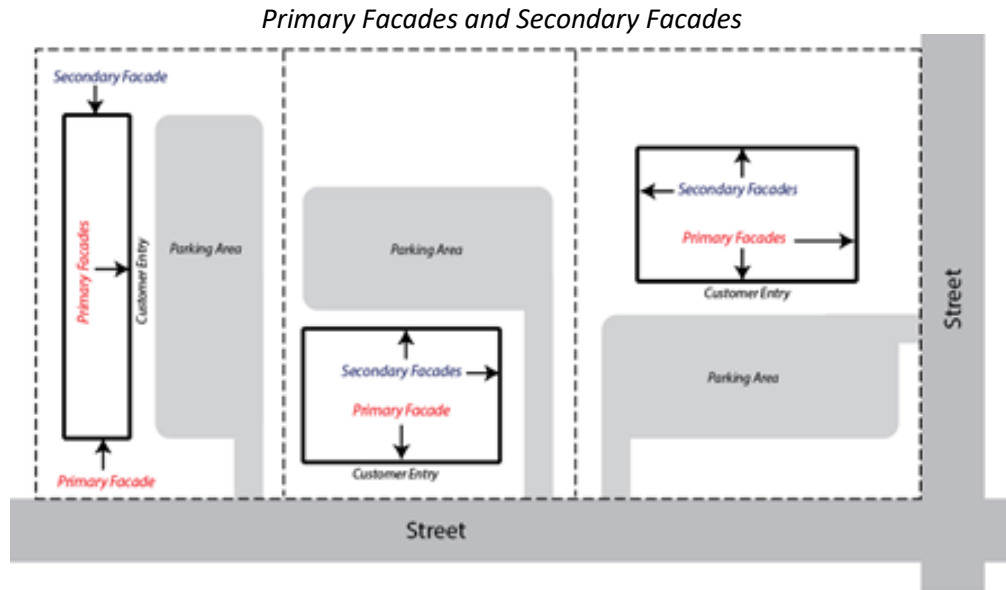 Primary Facades and Secondary Facades
Secondary Facade
Primary Facades
Customer Entry
Parking Area
Primary Facade
Parking Area
Secondary Facades
Primary Facade
Customer Entry
Secondary Facades
Primary Facades
Customer Entry
Parking Area
Street
Street